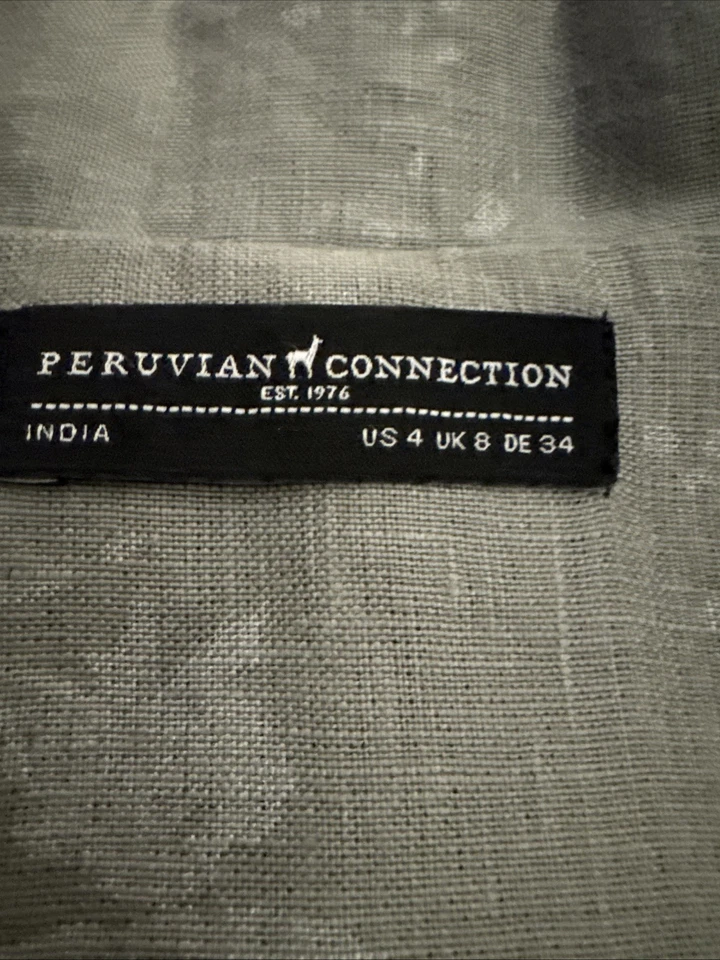 PERUVIAN CONNECTION
EST. 1976
INDIA US 4 UK 8 DE 34